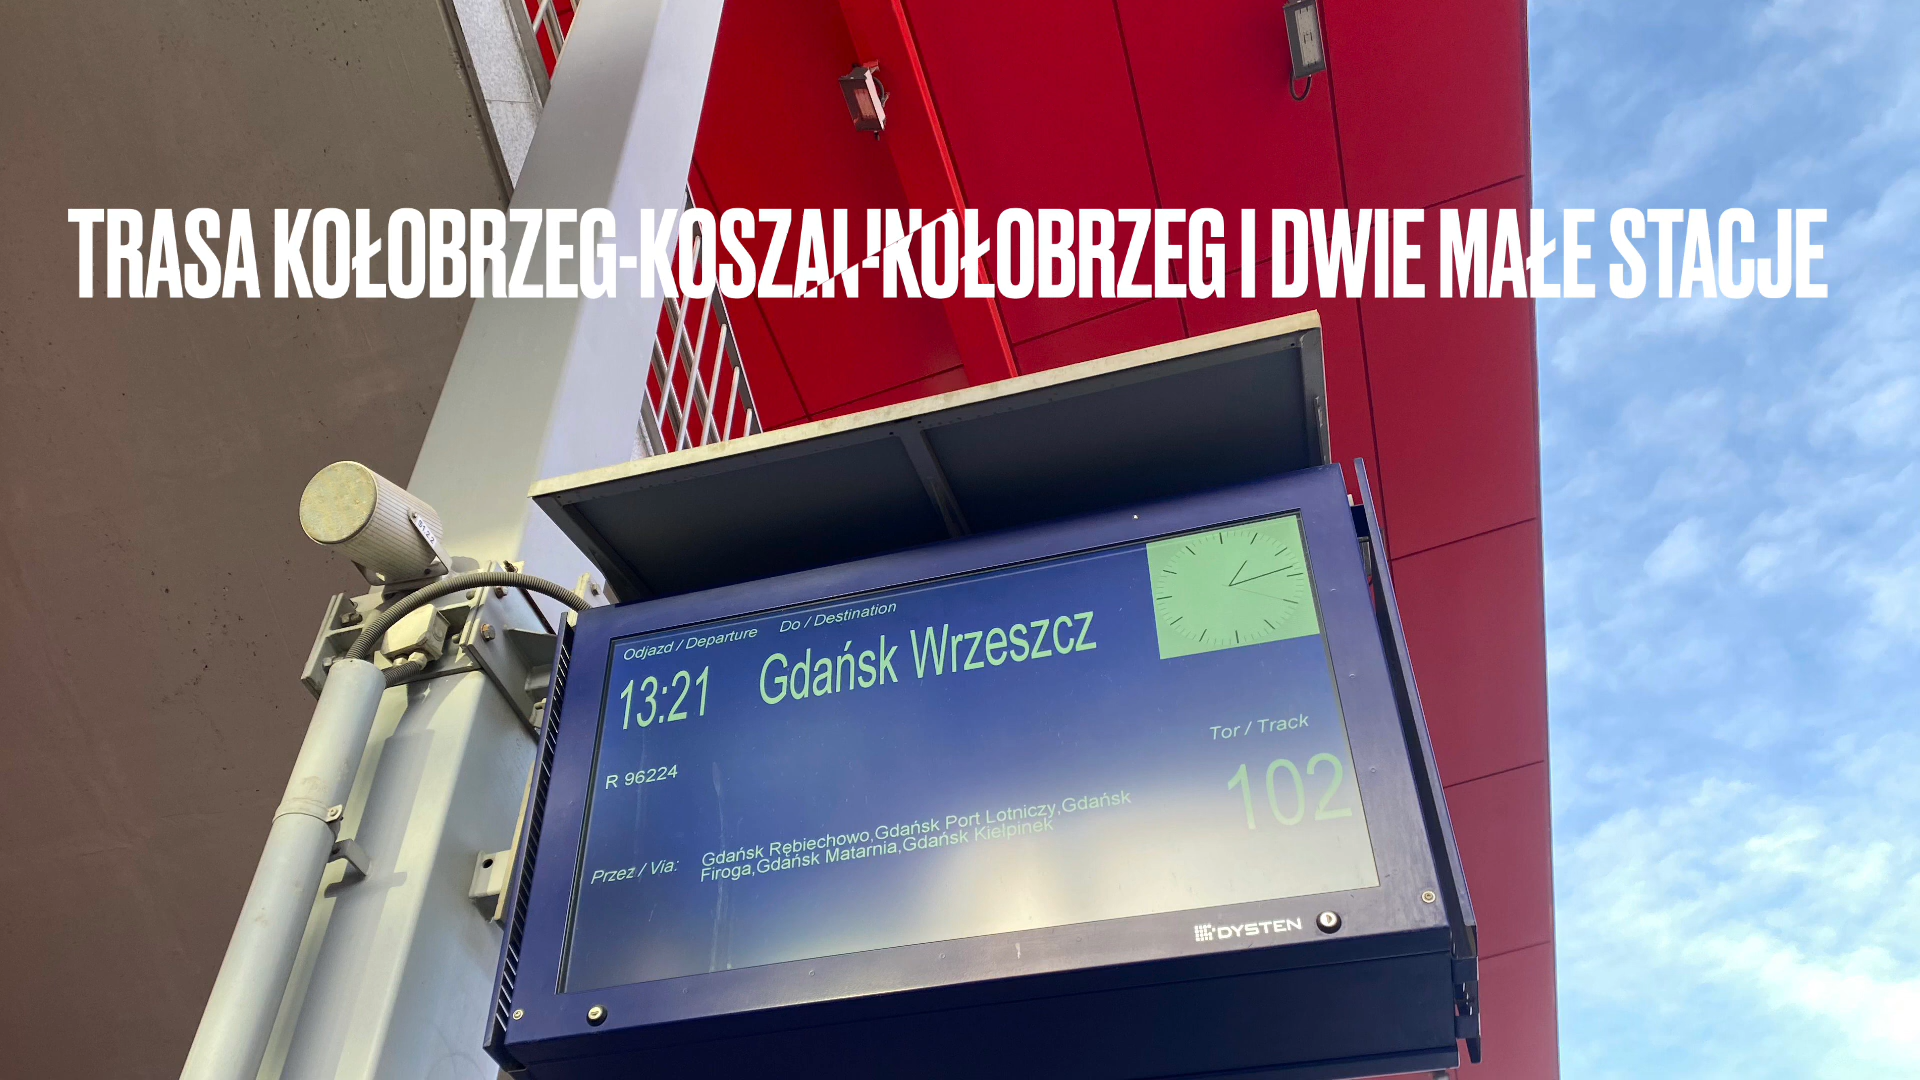 TRASA KOŁOBRZEG-KOSZALIN-KOŁOBRZEG I DWIE MAŁE STACJE
S122
Odjazd / Departure Do / Destination
13:21 Gdańsk Wrzeszcz
Tor / Track
R 96224
102
Przez / Via: Gdańsk Rębiechowo,Gdańsk Port Lotniczy,Gdańsk
Firoga,Gdańsk Matarnia,Gdańsk Kiełpinek
DYSTEN